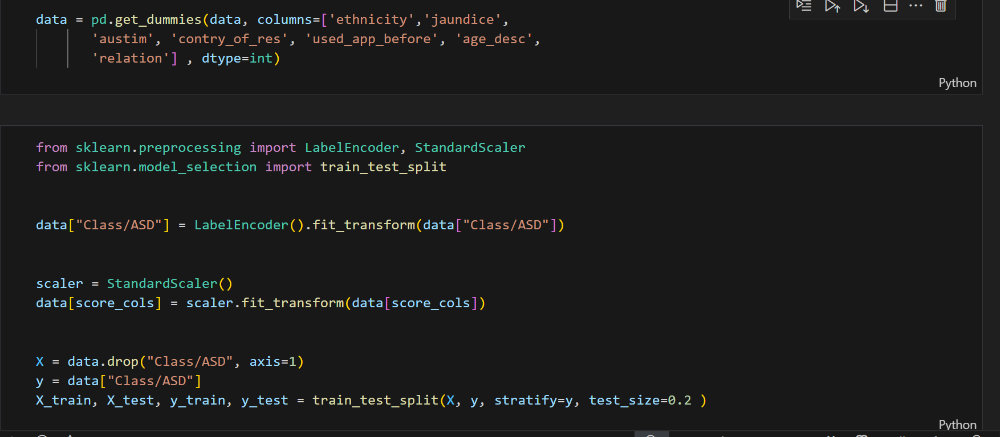 data = pd.get_dummies(data, columns=['ethnicity','jaundice',
'austim', 'contry_of_res', 'used_app_before', 'age_desc',
'relation'] , dtype=int)
Python
from sklearn.preprocessing import LabelEncoder, StandardScaler
from sklearn.model_selection import train_test_split
data["Class/ASD"] = LabelEncoder().fit_transform(data["Class/ASD"])
scaler = StandardScaler()
data[score_cols] = scaler.fit_transform(data[score_cols])
X = data.drop("Class/ASD", axis=1)
y = data["Class/ASD"]
X_train, X_test, y_train, y_test = train_test_split(X, y, stratify=y, test_size=0.2 )
Python